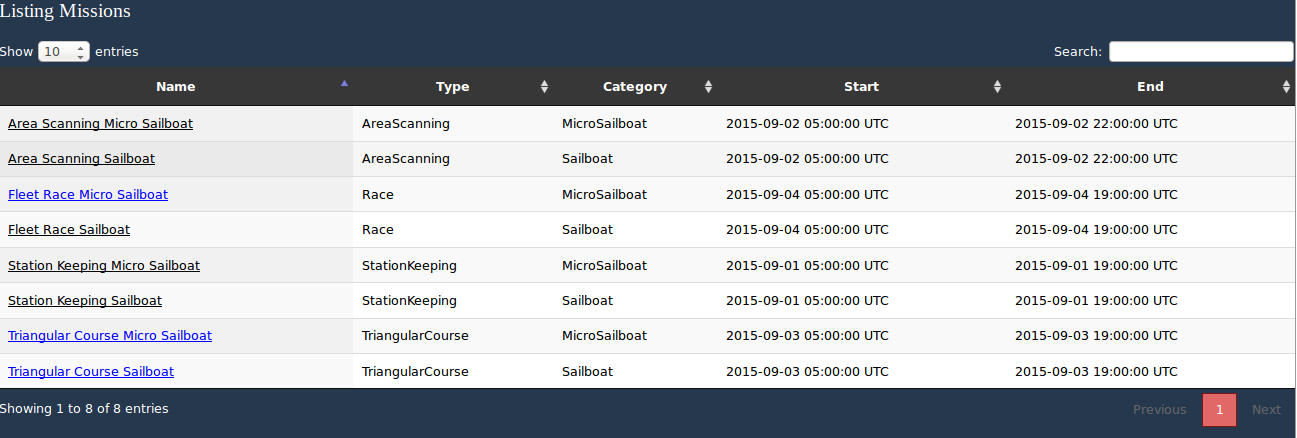 Listing Missions
Show 10 entries Search:
Name Type Category Start End
Area Scanning Micro Sailboat AreaScanning MicroSailboat 2015-09-02 05:00:00 UTC 2015-09-02 22:00:00 UTC
Area Scanning Sailboat AreaScanning Sailboat 2015-09-02 05:00:00 UTC 2015-09-02 22:00:00 UTC
Fleet Race Micro Sailboat Race MicroSailboat 2015-09-04 05:00:00 UTC 2015-09-04 19:00:00 UTC
Fleet Race Sailboat Race Sailboat 2015-09-04 05:00:00 UTC 2015-09-04 19:00:00 UTC
Station Keeping Micro Sailboat StationKeeping MicroSailboat 2015-09-01 05:00:00 UTC 2015-09-01 19:00:00 UTC
Station Keeping Sailboat StationKeeping Sailboat 2015-09-01 05:00:00 UTC 2015-09-01 19:00:00 UTC
Triangular Course Micro Sailboat TriangularCourse MicroSailboat 2015-09-03 05:00:00 UTC 2015-09-03 19:00:00 UTC
Triangular Course Sailboat TriangularCourse Sailboat 2015-09-03 05:00:00 UTC 2015-09-03 19:00:00 UTC
Showing 1 to 8 of 8 entries Previous 1 Next